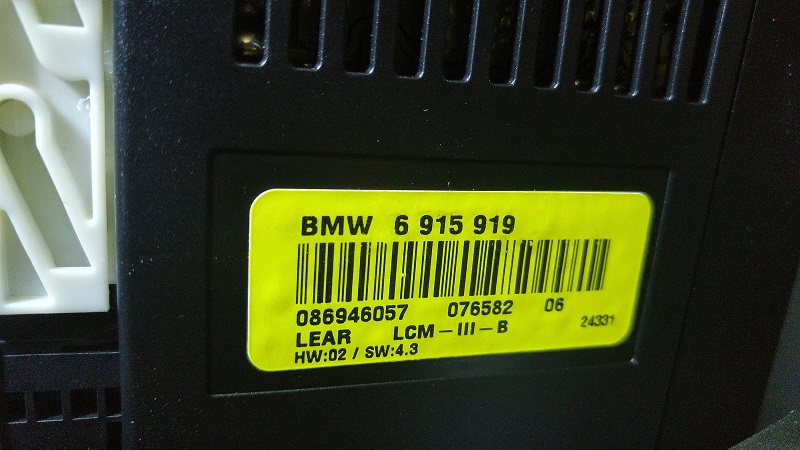 BMW 6 915 919
086946057 076582 06
LEAR LCM-III-B 24331
HW:02 / SW:4.3